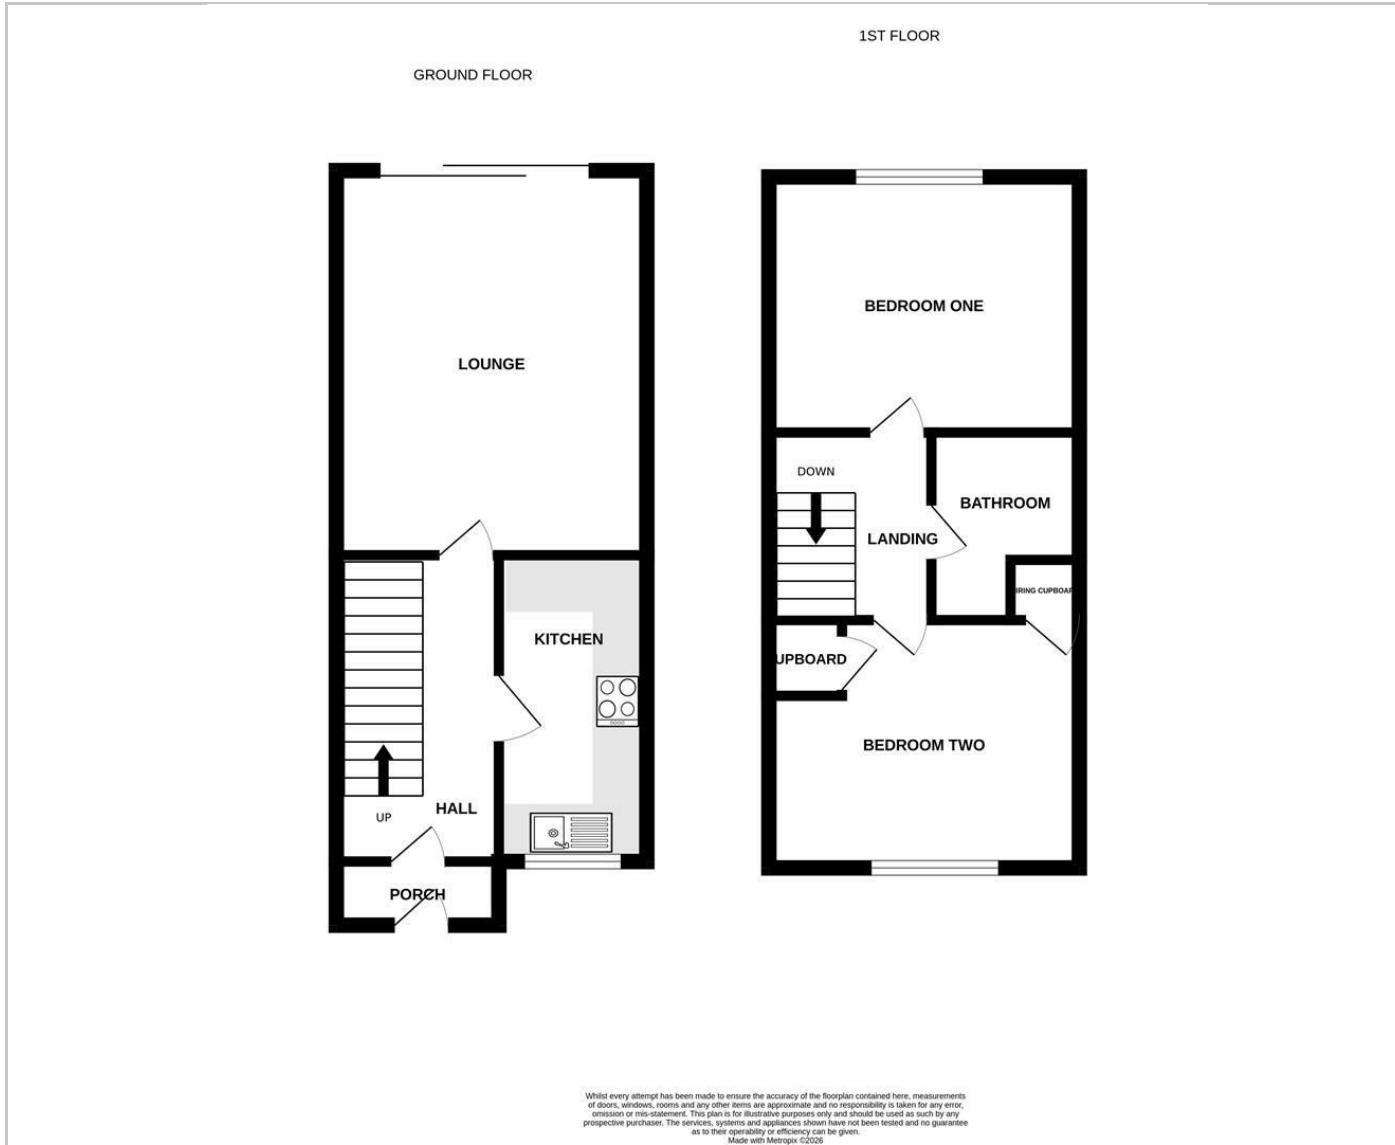 1ST FLOOR
GROUND FLOOR
BEDROOM ONE
LOUNGE
DOWN
BATHROOM
LANDING
IRING CUPBOAR
KITCHEN
UPBOARD
BEDROOM TWO
HALL
UP
PORCH
Whilst every attempt has been made to ensure the accuracy of the floorplan contained here, measurements
of doors, windows, rooms and any other items are approximate and no responsibility is taken for any error,
omission or mis-statement. This plan is for illustrative purposes only and should be used as such by any
prospective purchaser. The services, systems and appliances shown have not been tested and no guarantee
as to their operability or efficiency can be given.
Made with Metropix ©2026